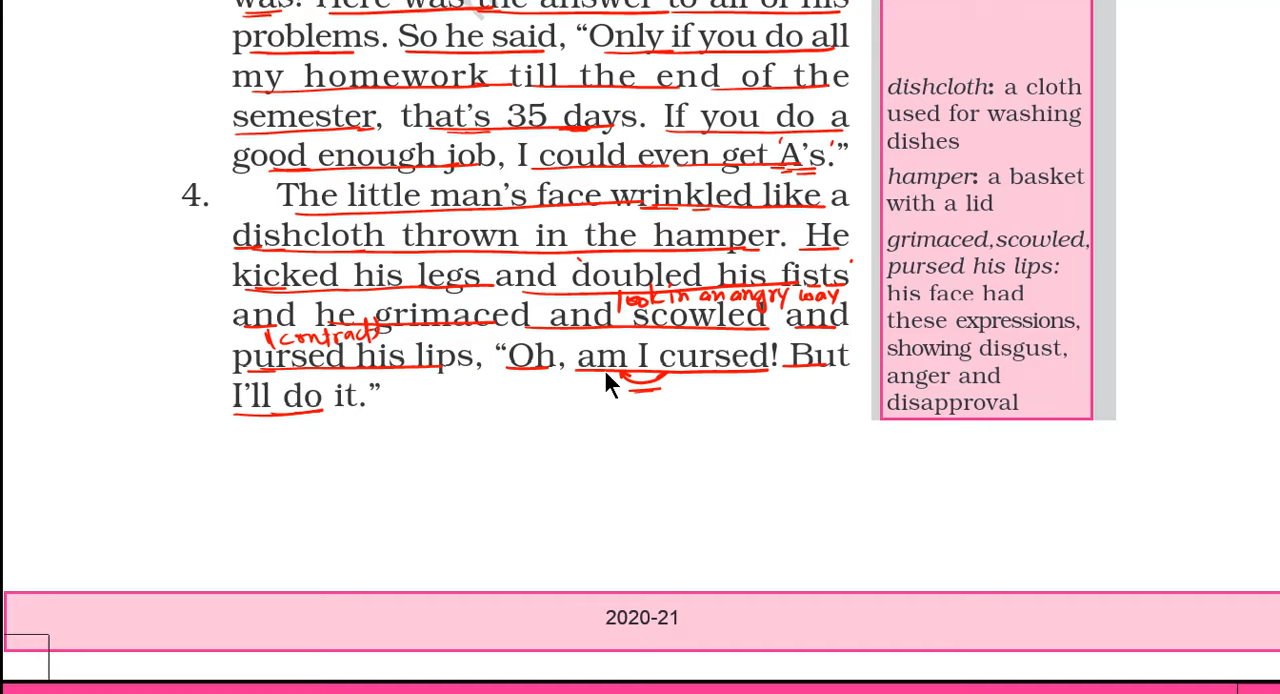 was! Here was the answer to all of his
problems. So he said, “Only if you do all
my homework till the end of the
semester, that’s 35 days. If you do a
good enough job, I could even get ‘A’s’.”
4. The little man’s face wrinkled like a
dishcloth thrown in the hamper. He
kicked his legs and doubled his fists
look in an angry way
and he grimaced and scowled and
contract
pursed his lips, “Oh, am I cursed! But
I’ll do it.”
dishcloth: a cloth
used for washing
dishes
hamper: a basket
with a lid
grimaced,scowled,
pursed his lips:
his face had
these expressions,
showing disgust,
anger and
disapproval
2020-21